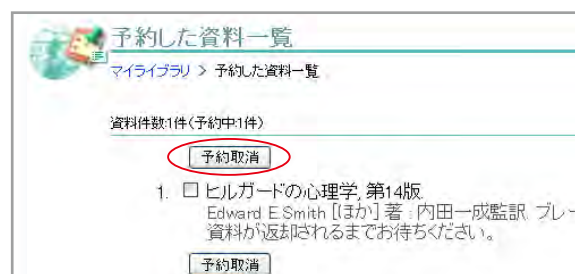 予約した資料一覧
マイライブラリ > 予約した資料一覧
資料件数:1件(予約中:1件)
予約取消
1. ヒルガードの心理学, 第14版.
Edward E.Smith [ほか] 著 ; 内田一成監訳. ブレー
資料が返却されるまでお待ちください。
予約取消